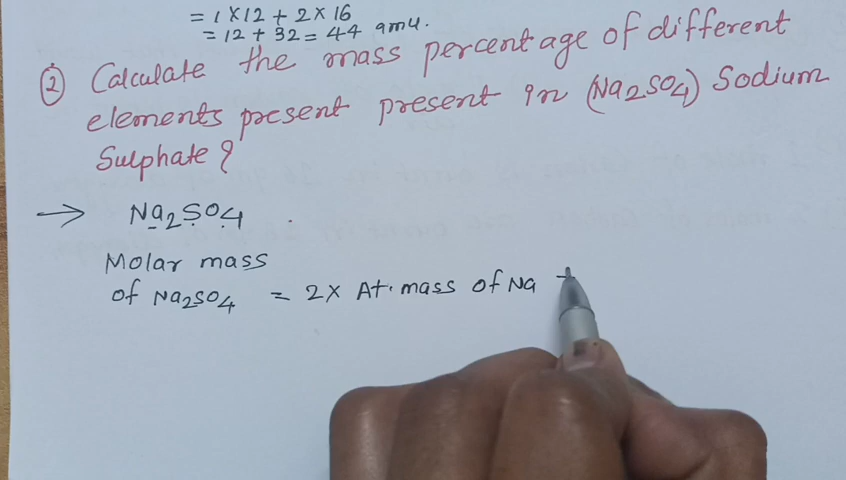 = 1 X 12 + 2 X 16
= 12 + 32 = 44 amu.
② Calculate the mass percentage of different
elements present present in (Na2SO4) Sodium
Sulphate?
→ Na2SO4 .
Molar mass
of Na2SO4 = 2X At. mass of Na +